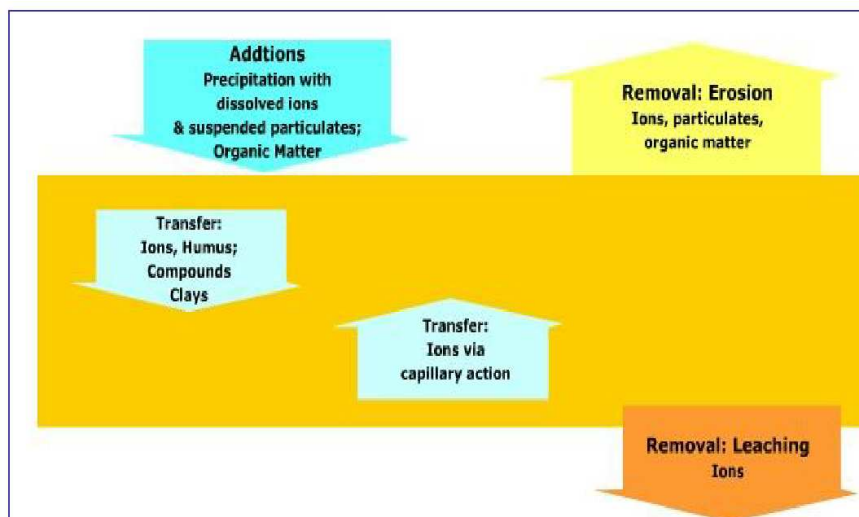 Addtions
Precipitation with
dissolved ions
& suspended particulates;
Organic Matter
Removal: Erosion
Ions, particulates,
organic matter
Transfer:
Ions, Humus;
Compounds
Clays
Transfer:
Ions via
capillary action
Removal: Leaching
Ions